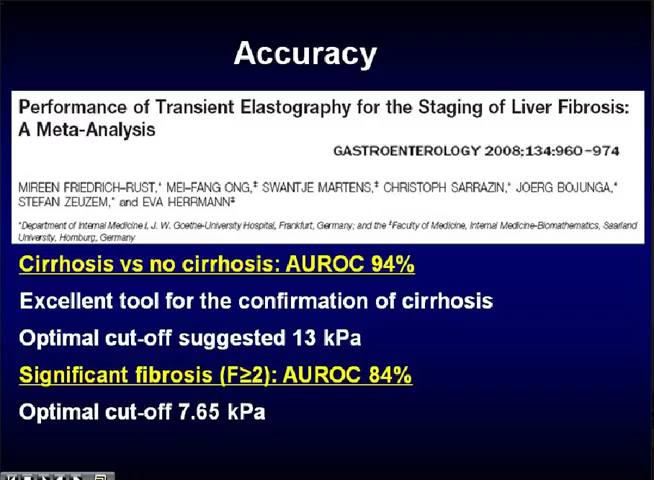 Accuracy
Performance of Transient Elastography for the Staging of Liver Fibrosis:
A Meta-Analysis
GASTROENTEROLOGY 2008;134:960–974
MIREEN FRIEDRICH–RUST,* MEI–FANG ONG,‡ SWANTJE MARTENS,‡ CHRISTOPH SARRAZIN,* JOERG BOJUNGA,*
STEFAN ZEUZEM,* and EVA HERRMANN‡
*Department of Internal Medicine I, J. W. Goethe-University Hospital, Frankfurt, Germany; and the ‡Faculty of Medicine, Internal Medicine-Biomathematics, Saarland
University, Homburg, Germany
Cirrhosis vs no cirrhosis: AUROC 94%
Excellent tool for the confirmation of cirrhosis
Optimal cut-off suggested 13 kPa
Significant fibrosis (F≥2): AUROC 84%
Optimal cut-off 7.65 kPa